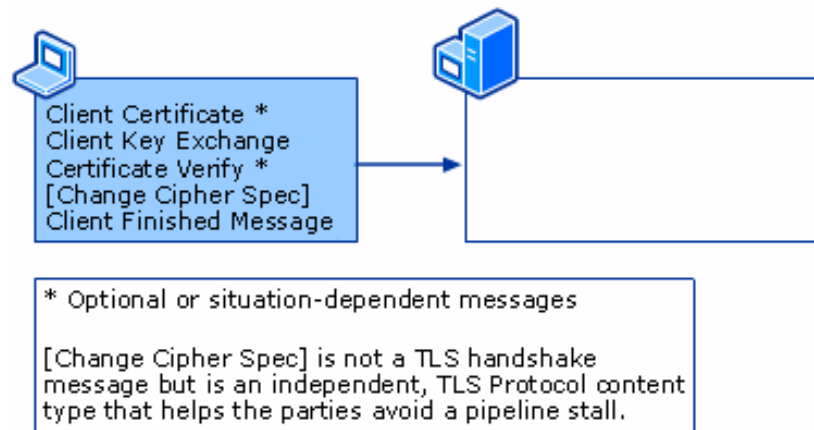 Client Certificate *
Client Key Exchange
Certificate Verify *
[Change Cipher Spec]
Client Finished Message
* Optional or situation-dependent messages
[Change Cipher Spec] is not a TLS handshake
message but is an independent, TLS Protocol content
type that helps the parties avoid a pipeline stall.